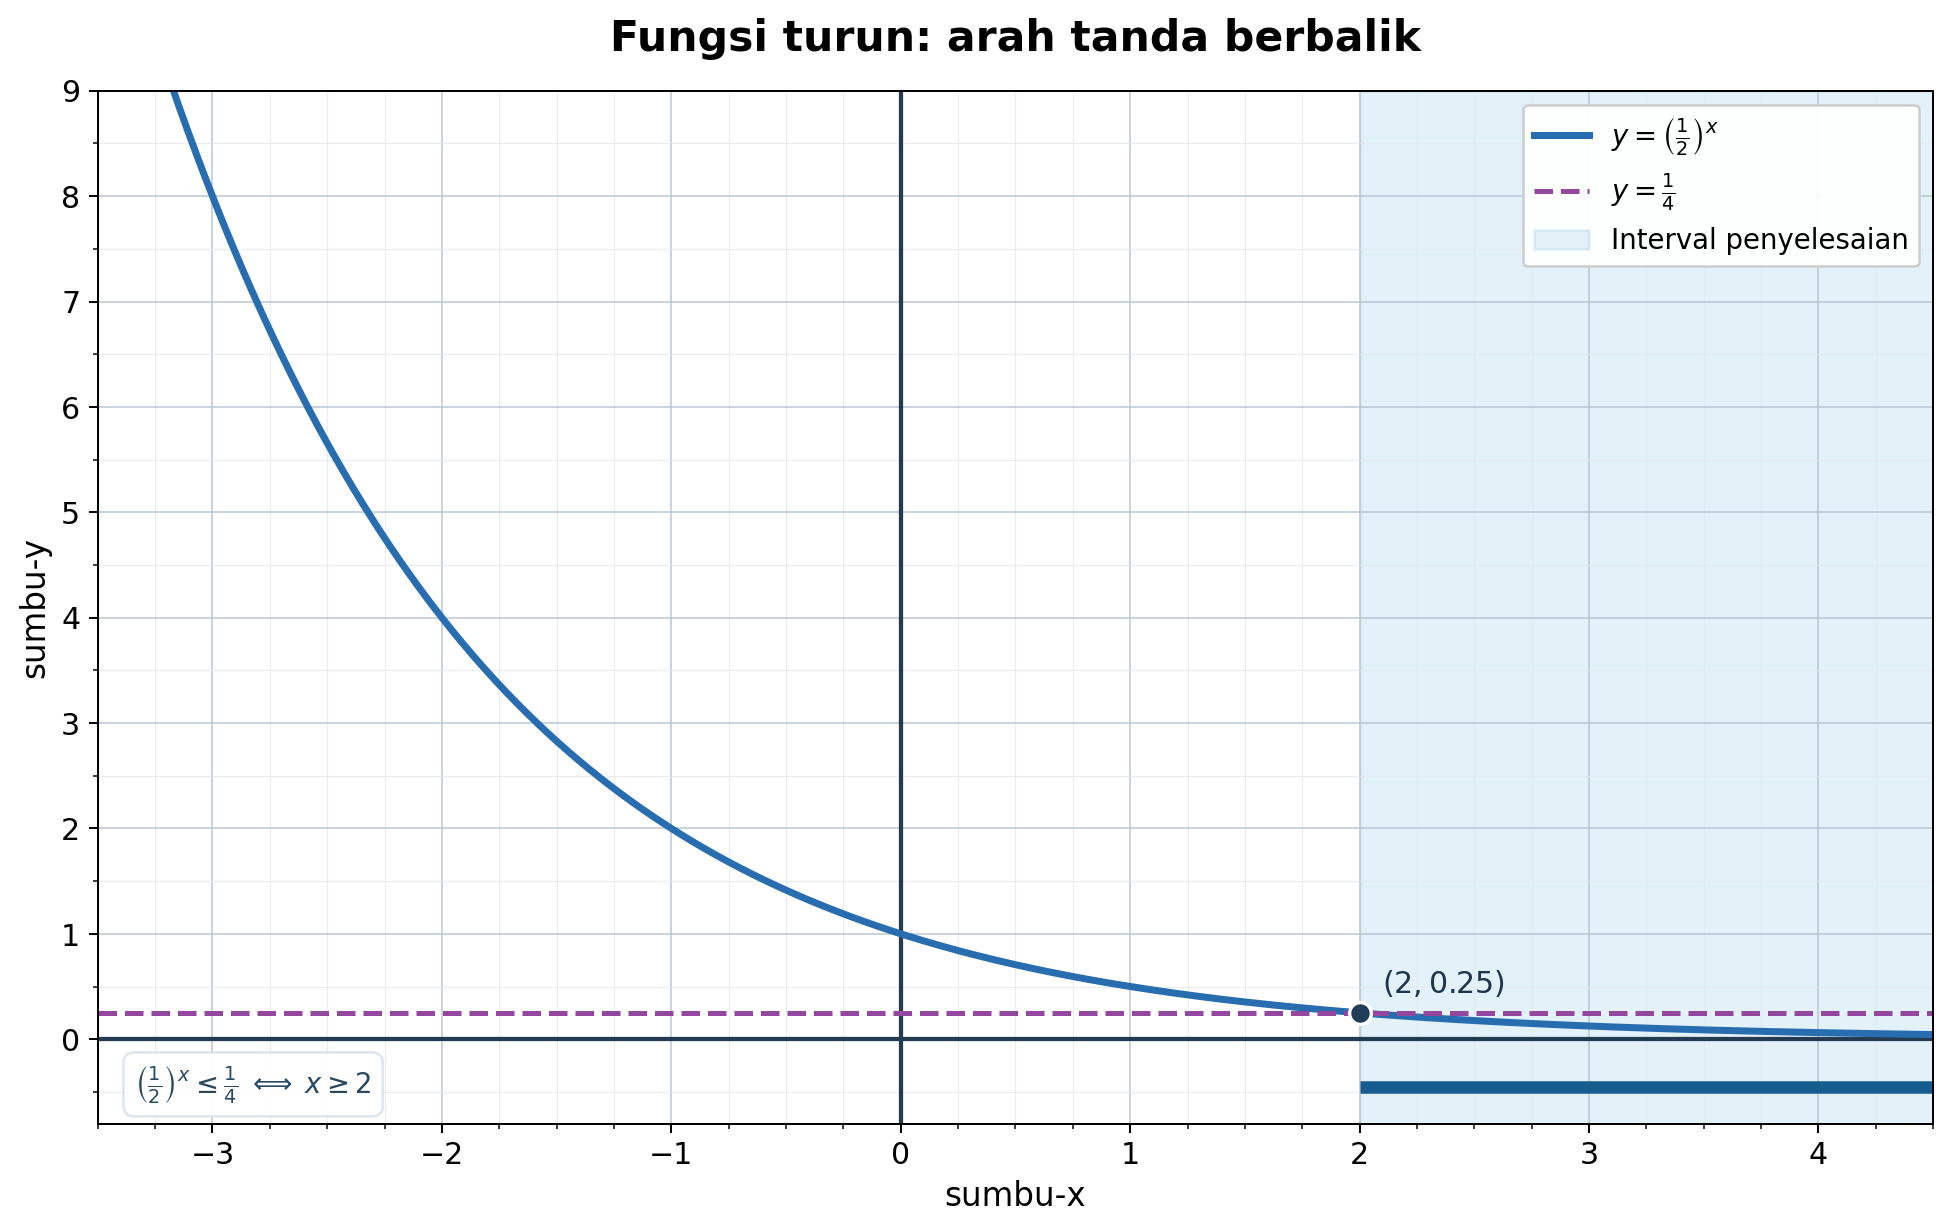 Fungsi turun: arah tanda berbalik
9
8
7
6
5
4
3
2
1
0
sumbu-y
y = (1/2)^x
y = 1/4
Interval penyelesaian
(2, 0.25)
(1/2)^x ≤ 1/4 ⟺ x ≥ 2
−3 −2 −1 0 1 2 3 4
sumbu-x